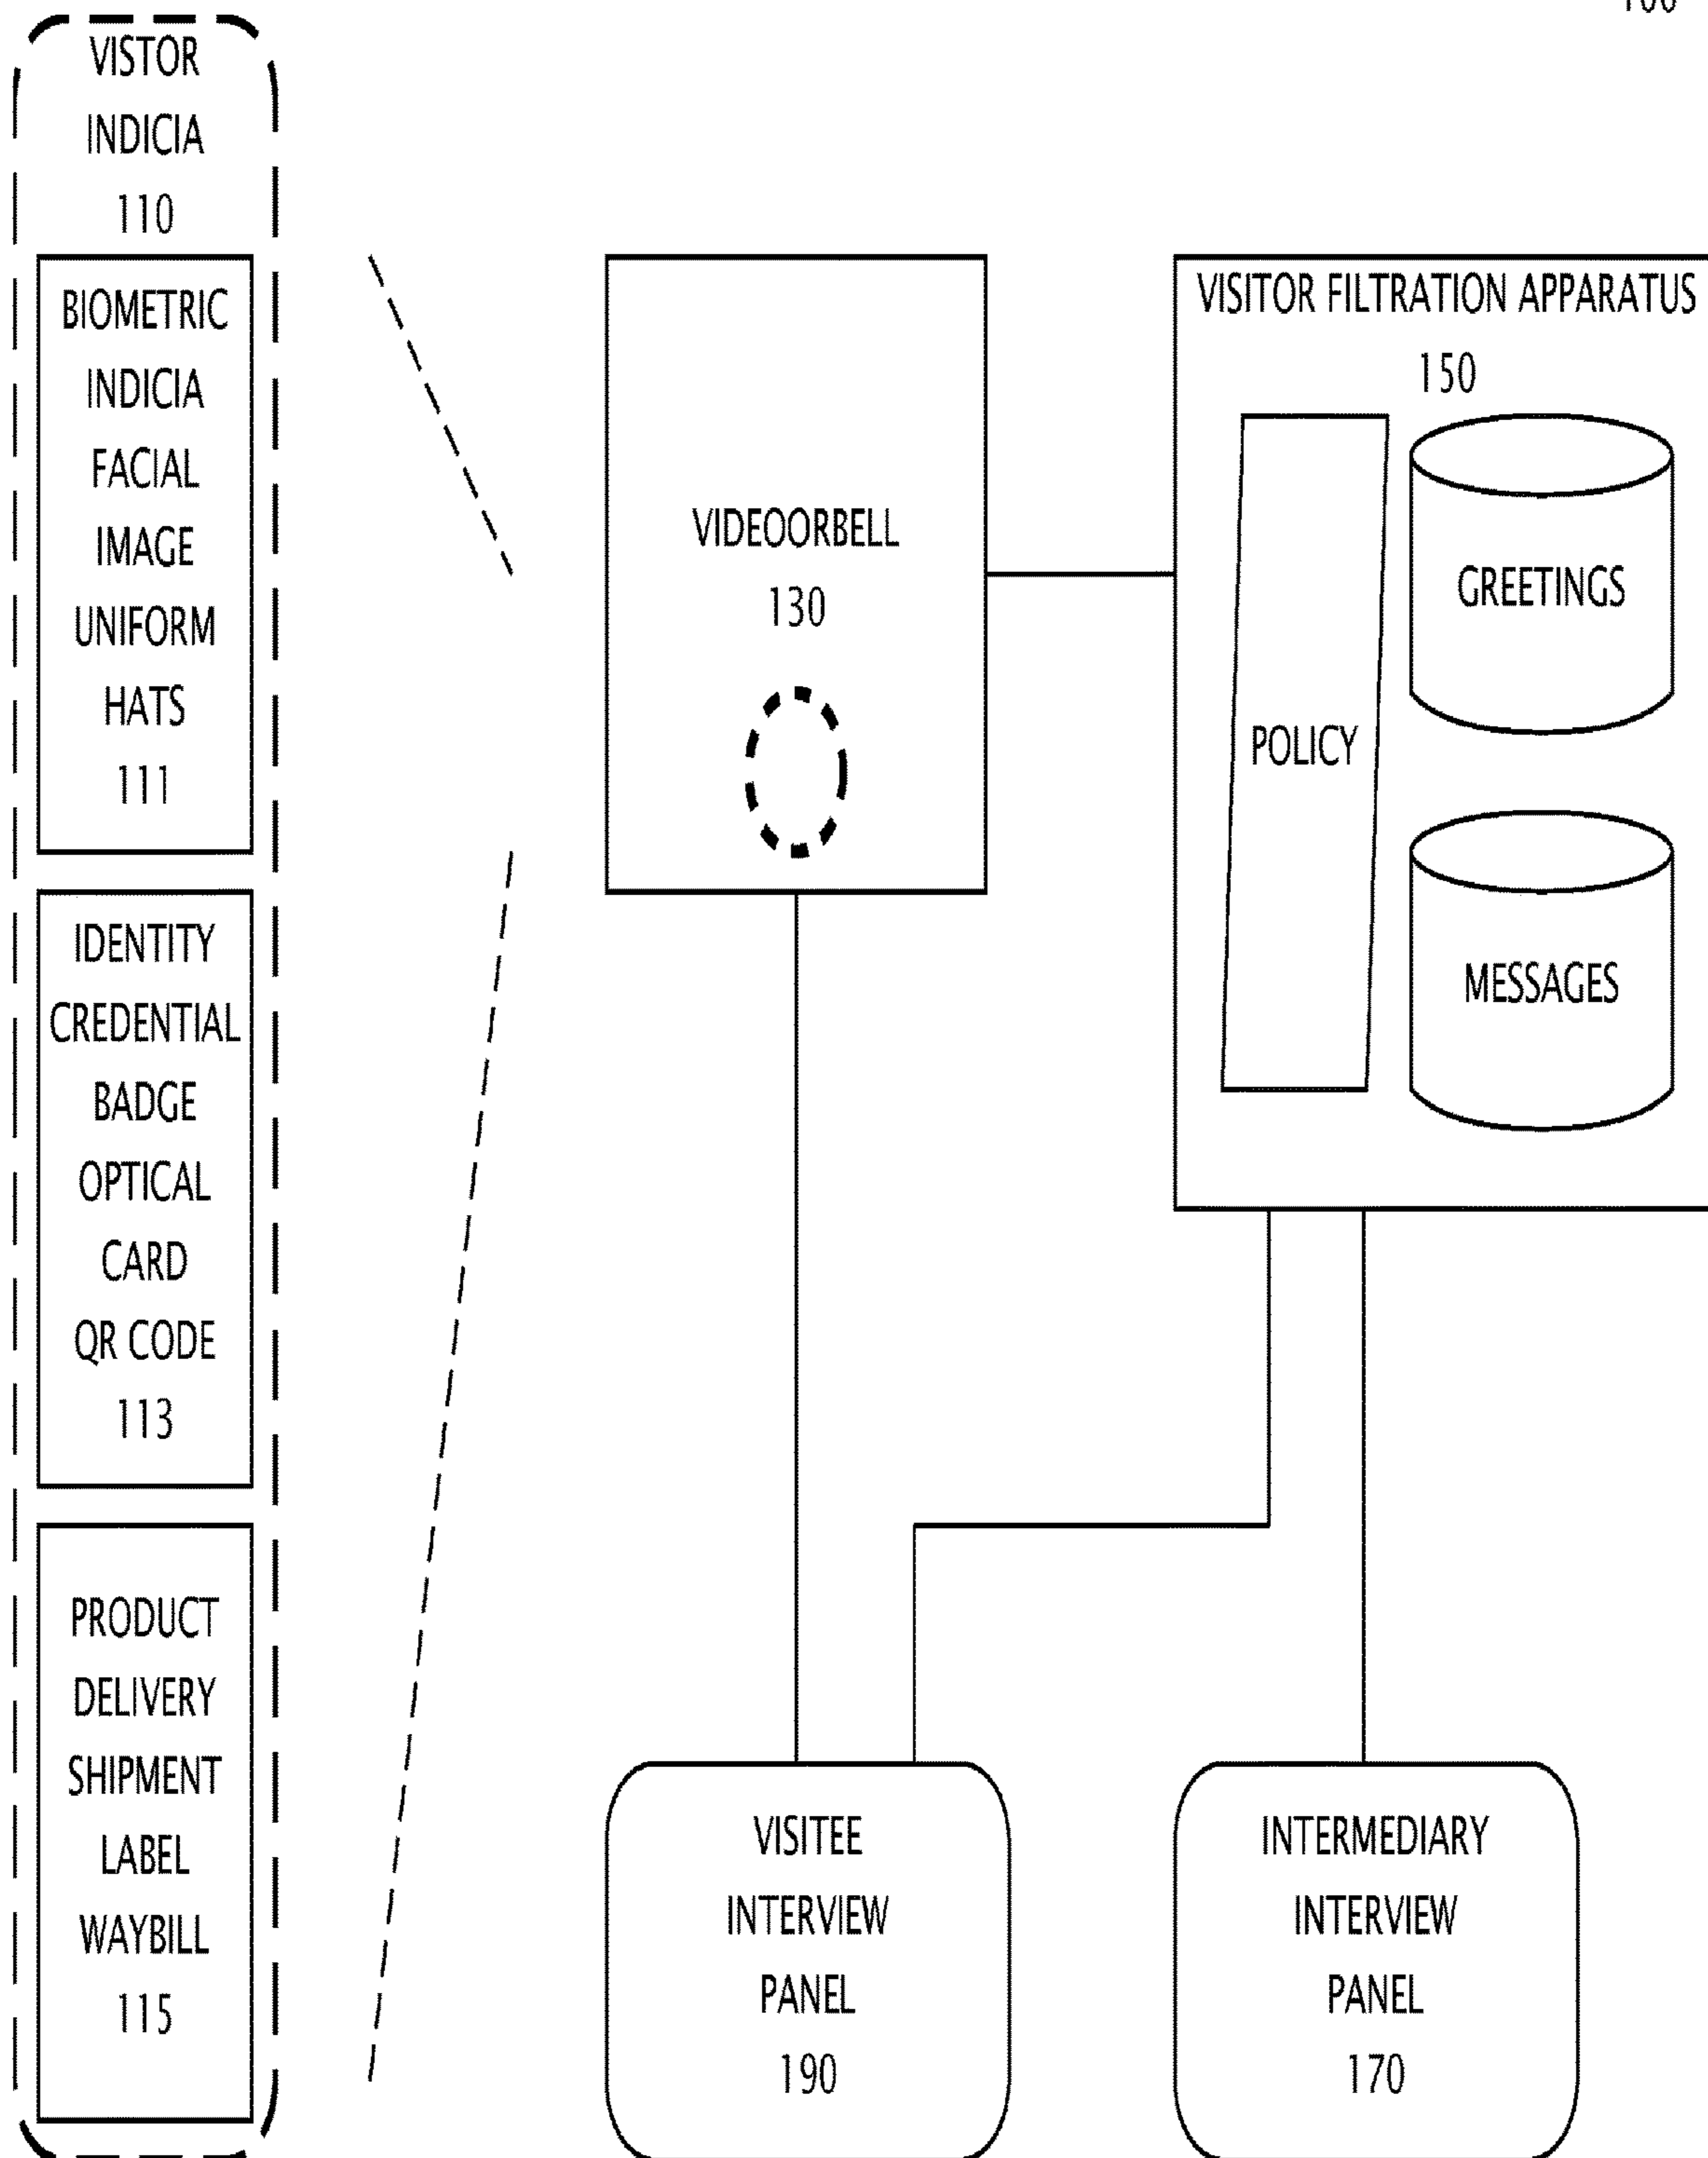 VISTOR
INDICIA
110
BIOMETRIC
INDICIA
FACIAL
IMAGE
UNIFORM
HATS
111
IDENTITY
CREDENTIAL
BADGE
OPTICAL
CARD
QR CODE
113
PRODUCT
DELIVERY
SHIPMENT
LABEL
WAYBILL
115
VIDEOORBELL
130
VISITOR FILTRATION APPARATUS
150
POLICY
GREETINGS
MESSAGES
VISITEE
INTERVIEW
PANEL
190
INTERMEDIARY
INTERVIEW
PANEL
170